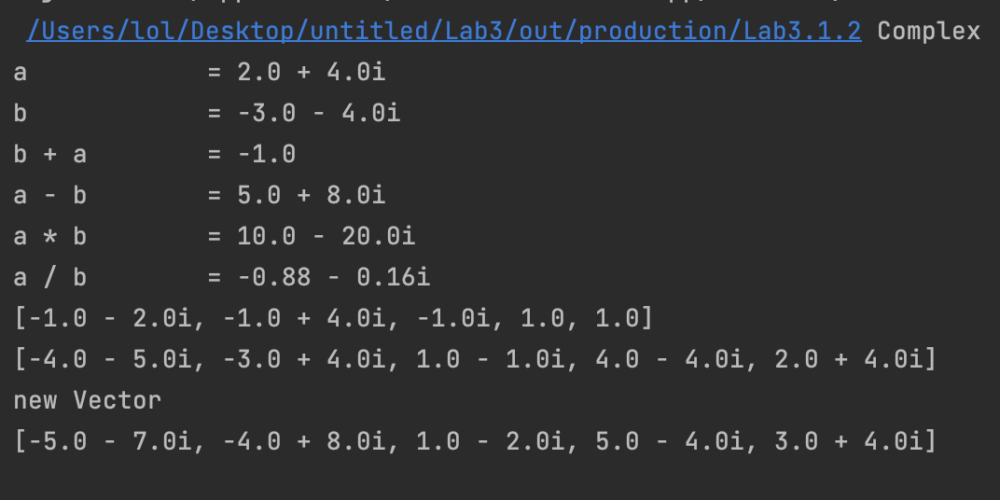 /Users/lol/Desktop/untitled/Lab3/out/production/Lab3.1.2 Complex
a            = 2.0 + 4.0i
b            = -3.0 - 4.0i
b + a        = -1.0
a - b        = 5.0 + 8.0i
a * b        = 10.0 - 20.0i
a / b        = -0.88 - 0.16i
[-1.0 - 2.0i, -1.0 + 4.0i, -1.0i, 1.0, 1.0]
[-4.0 - 5.0i, -3.0 + 4.0i, 1.0 - 1.0i, 4.0 - 4.0i, 2.0 + 4.0i]
new Vector
[-5.0 - 7.0i, -4.0 + 8.0i, 1.0 - 2.0i, 5.0 - 4.0i, 3.0 + 4.0i]